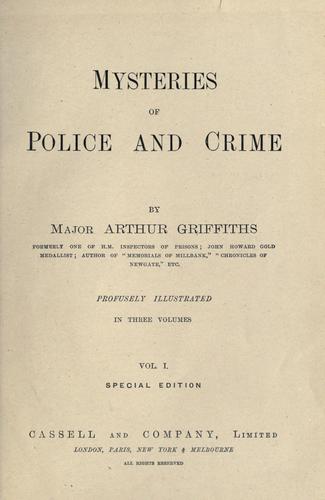 MYSTERIES
OF
POLICE AND CRIME
BY
MAJOR ARTHUR GRIFFITHS
FORMERLY ONE OF H.M. INSPECTORS OF PRISONS; JOHN HOWARD GOLD
MEDALLIST; AUTHOR OF "MEMORIALS OF MILLBANK," "CHRONICLES OF
NEWGATE," ETC.
PROFUSELY ILLUSTRATED
IN THREE VOLUMES
VOL. I.
SPECIAL EDITION
CASSELL AND COMPANY, LIMITED
LONDON, PARIS, NEW YORK & MELBOURNE
ALL RIGHTS RESERVED